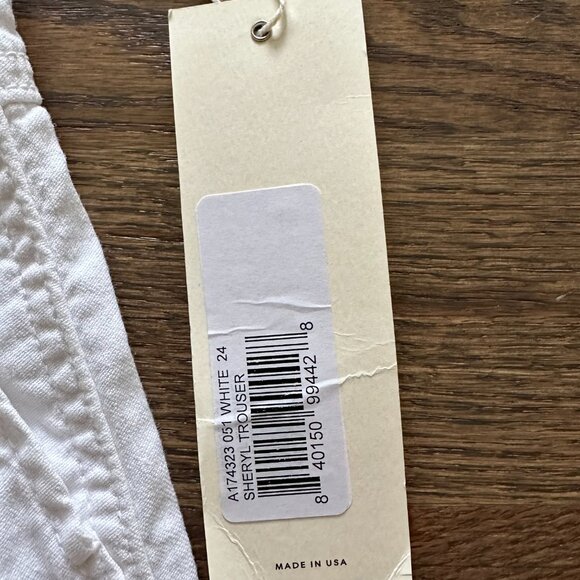 A174323 051 WHITE 24
SHERYL TROUSER
8 40150 99442 8
MADE IN USA